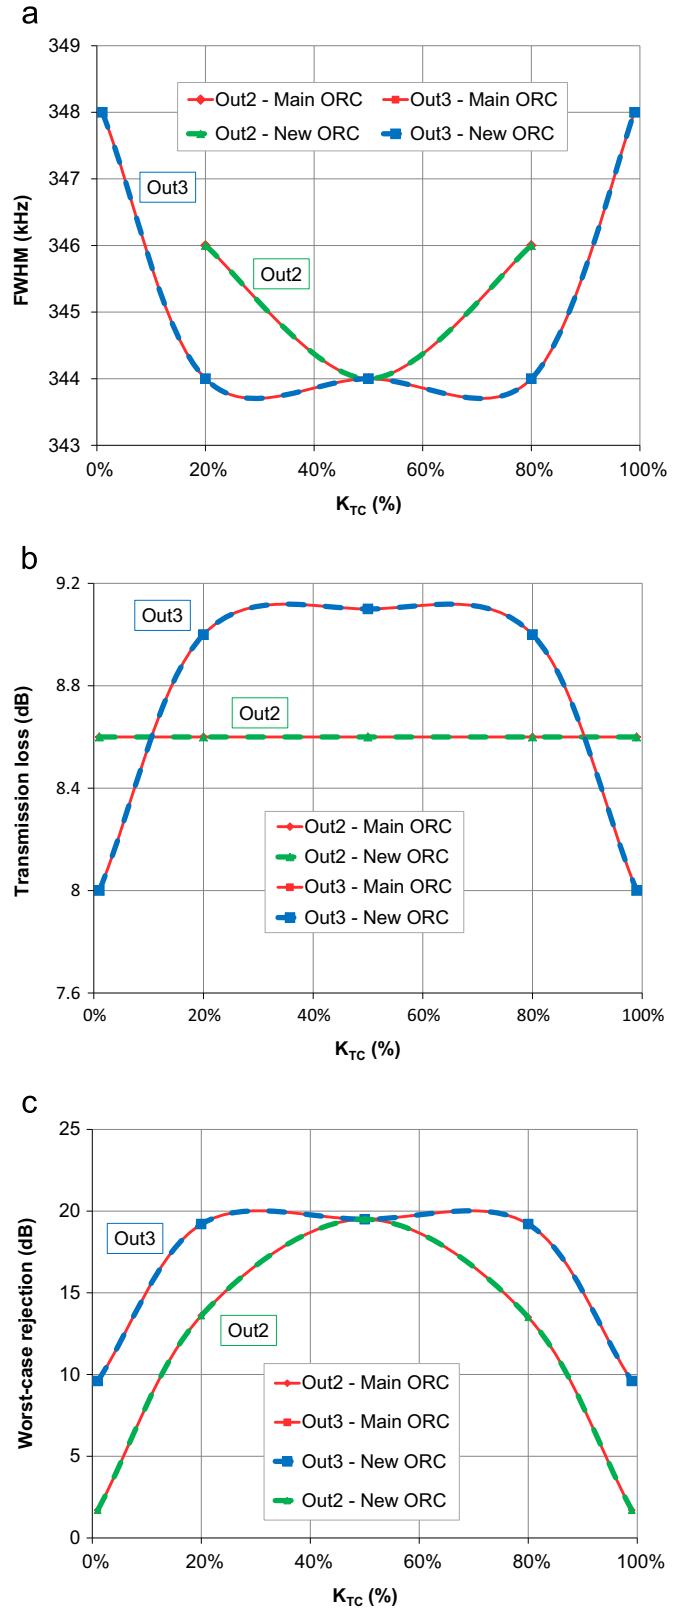 a
349
348
347
346
345
344
343
FWHM (kHz)
Out2 - Main ORC
Out3 - Main ORC
Out2 - New ORC
Out3 - New ORC
Out3
Out2
0%
20%
40%
60%
80%
100%
K_TC (%)
b
9.2
8.8
8.4
8
7.6
Transmission loss (dB)
Out3
Out2
Out2 - Main ORC
Out2 - New ORC
Out3 - Main ORC
Out3 - New ORC
0%
20%
40%
60%
80%
100%
K_TC (%)
c
25
20
15
10
5
0
Worst-case rejection (dB)
Out3
Out2
Out2 - Main ORC
Out3 - Main ORC
Out3 - New ORC
Out2 - New ORC
0%
20%
40%
60%
80%
100%
K_TC (%)